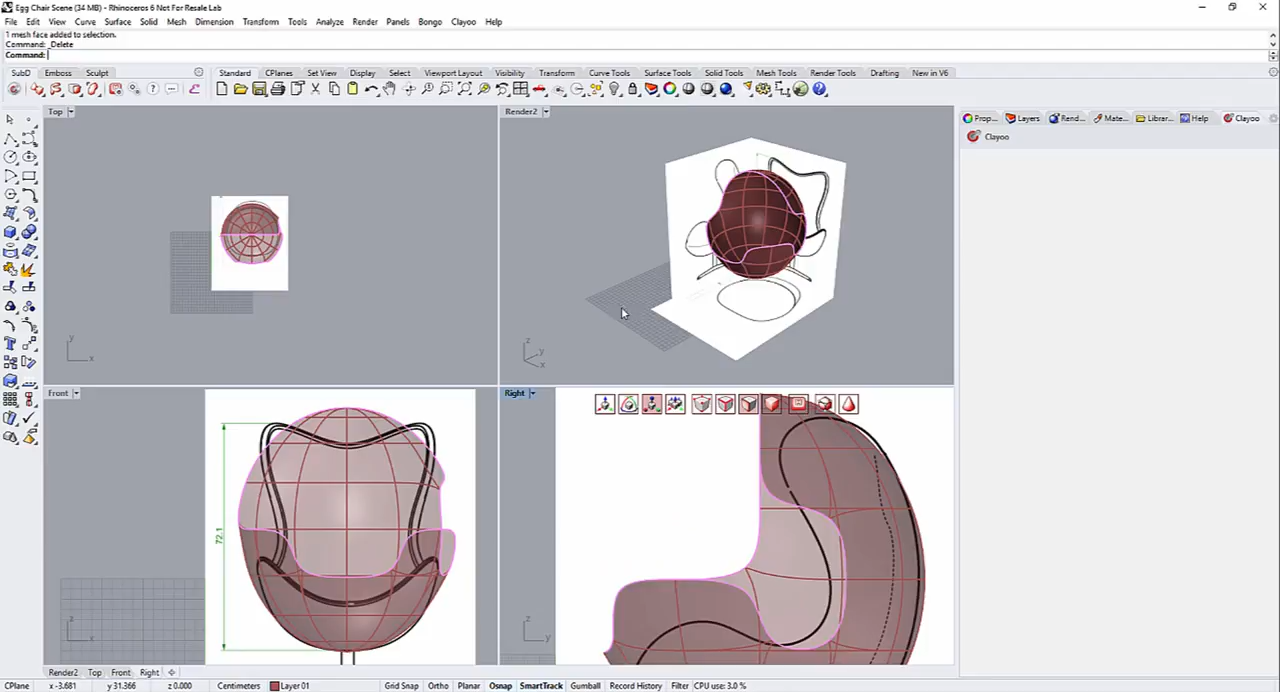 Egg Chair Scene (34 MB) - Rhinoceros 6 Not For Resale Lab
File Edit View Curve Surface Solid Mesh Dimension Transform Tools Analyze Render Panels Bongo Clayoo Help
1 mesh face added to selection.
Command: _Delete
Command:
SubD Emboss Sculpt
Standard CPlanes Set View Display Select Viewport Layout Visibility Transform Curve Tools Surface Tools Solid Tools Mesh Tools Render Tools Drafting New in V6
Top
Render2
Prop... Layers Rend... Mate... Librar... Help Clayoo
Clayoo
y
x
z
y
x
Front
Right
72.1
z
x
z
y
Render2 Top Front Right
CPlane x -3.681 y 31.366 z 0.000 Centimeters Layer 01 Grid Snap Ortho Planar Osnap SmartTrack Gumball Record History Filter CPU use: 3.0 %